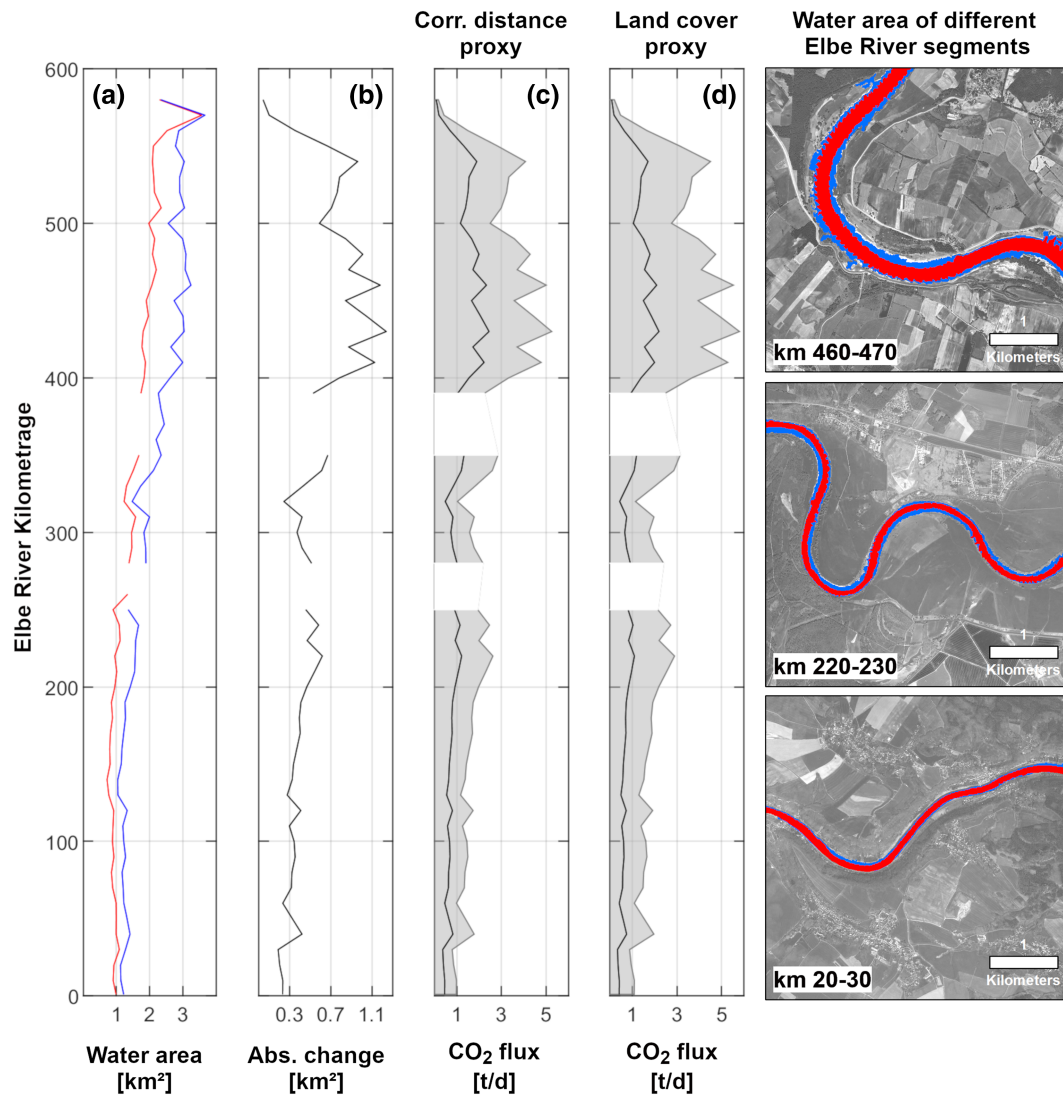 Corr. distance
proxy
Land cover
proxy
Water area of different
Elbe River segments
(a)
(b)
(c)
(d)
Elbe River Kilometrage
600
500
400
300
200
100
0
1 2 3
0.3 0.7 1.1
1 3 5
1 3 5
Water area
[km²]
Abs. change
[km²]
CO₂ flux
[t/d]
CO₂ flux
[t/d]
1
Kilometers
km 460-470
1
Kilometers
km 220-230
1
Kilometers
km 20-30